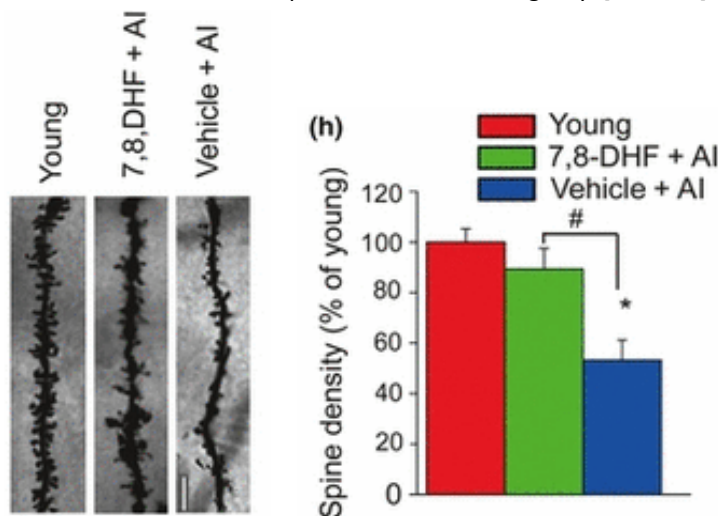 Young
7,8,DHF + AI
Vehicle + AI
(h)
Young
7,8-DHF + AI
Vehicle + AI
Spine density (% of young)
120
100
80
60
40
20
0
#
*